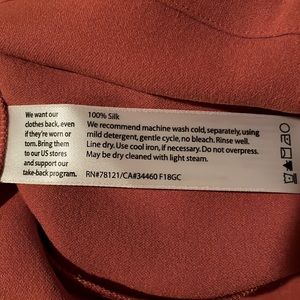 We want our
clothes back, even
if they're worn or
torn. Bring them
to our US stores
and support our
take-back program.
100% Silk
We recommend machine wash cold, separately, using
mild detergent, gentle cycle, no bleach. Rinse well.
Line dry. Use cool iron, if necessary. Do not overpress.
May be dry cleaned with light steam.
RN#78121/CA#34460 F18GC